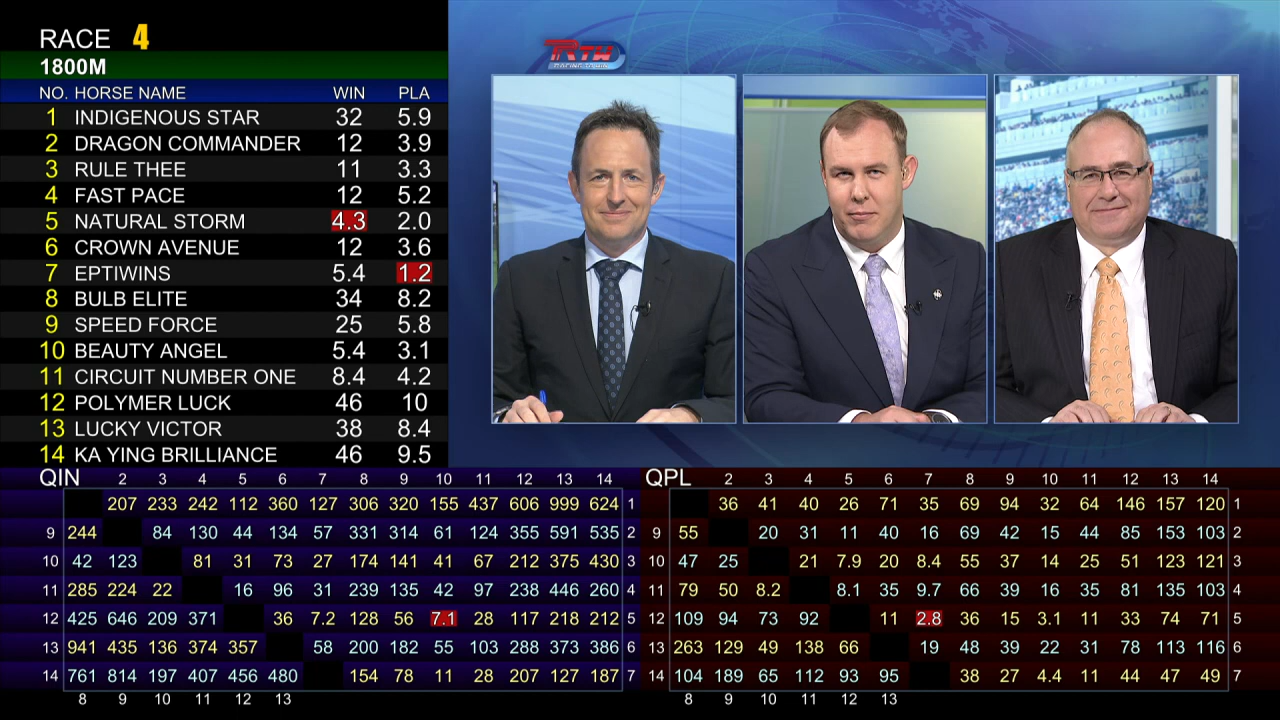 RACE 4
1800M
NO. HORSE NAME WIN PLA
1 INDIGENOUS STAR 32 5.9
2 DRAGON COMMANDER 12 3.9
3 RULE THEE 11 3.3
4 FAST PACE 12 5.2
5 NATURAL STORM 4.3 2.0
6 CROWN AVENUE 12 3.6
7 EPTIWINS 5.4 1.2
8 BULB ELITE 34 8.2
9 SPEED FORCE 25 5.8
10 BEAUTY ANGEL 5.4 3.1
11 CIRCUIT NUMBER ONE 8.4 4.2
12 POLYMER LUCK 46 10
13 LUCKY VICTOR 38 8.4
14 KA YING BRILLIANCE 46 9.5
RTW
RACING TO WIN
QIN 2 3 4 5 6 7 8 9 10 11 12 13 14
207 233 242 112 360 127 306 320 155 437 606 999 624 1
9 244 84 130 44 134 57 331 314 61 124 355 591 535 2
10 42 123 81 31 73 27 174 141 41 67 212 375 430 3
11 285 224 22 16 96 31 239 135 42 97 238 446 260 4
12 425 646 209 371 36 7.2 128 56 7.1 28 117 218 212 5
13 941 435 136 374 357 58 200 182 55 103 288 373 386 6
14 761 814 197 407 456 480 154 78 11 28 207 127 187 7
8 9 10 11 12 13
QPL 2 3 4 5 6 7 8 9 10 11 12 13 14
36 41 40 26 71 35 69 94 32 64 146 157 120 1
9 55 20 31 11 40 16 69 42 15 44 85 153 103 2
10 47 25 21 7.9 20 8.4 55 37 14 25 51 123 121 3
11 79 50 8.2 8.1 35 9.7 66 39 16 35 81 135 103 4
12 109 94 73 92 11 2.8 36 15 3.1 11 33 74 71 5
13 263 129 49 138 66 19 48 39 22 31 78 113 116 6
14 104 189 65 112 93 95 38 27 4.4 11 44 47 49 7
8 9 10 11 12 13